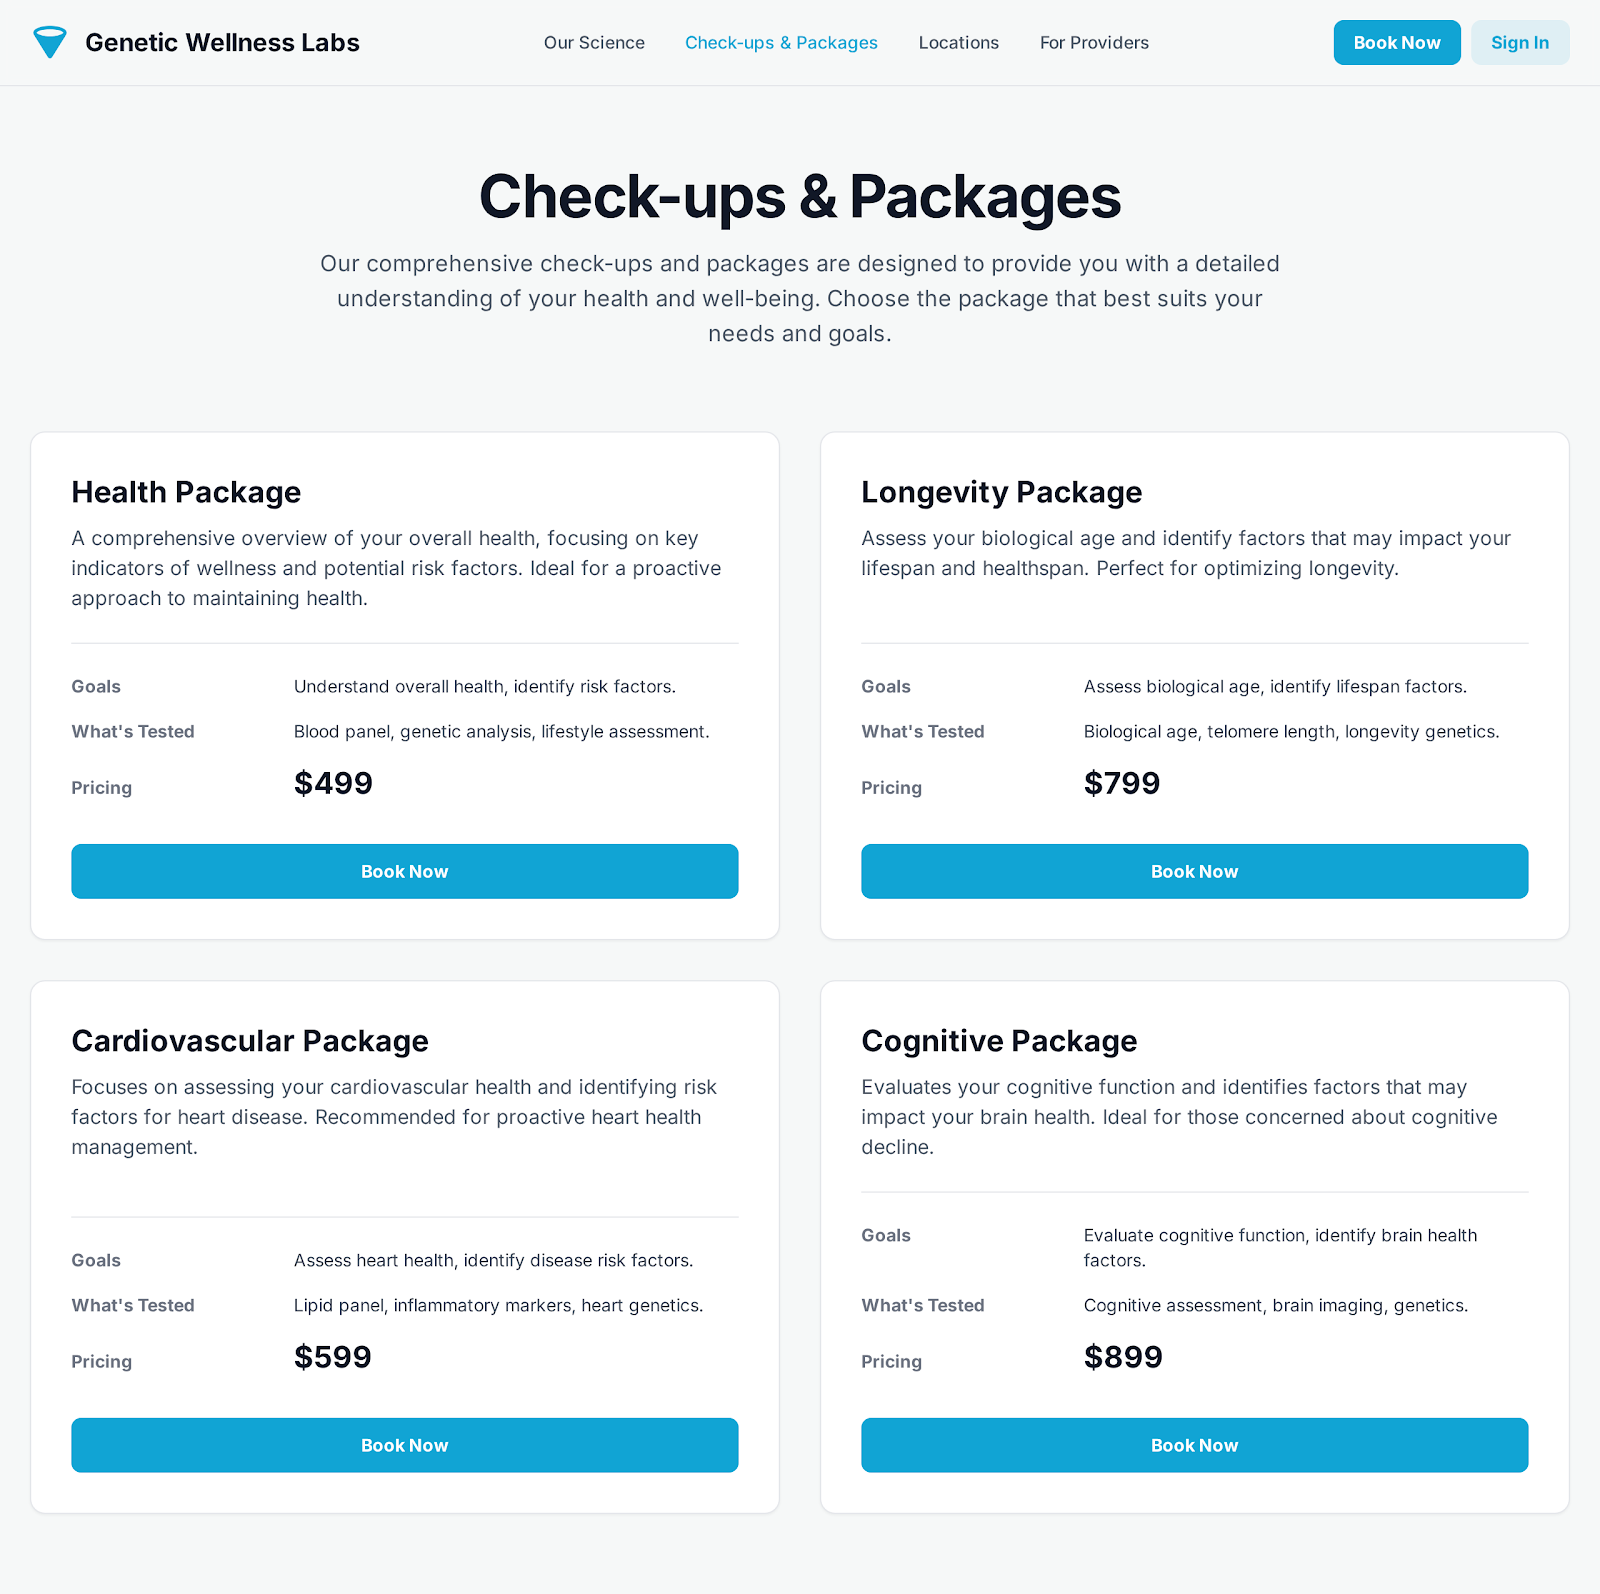 Genetic Wellness Labs
Our Science
Check-ups & Packages
Locations
For Providers
Book Now
Sign In
Check-ups & Packages
Our comprehensive check-ups and packages are designed to provide you with a detailed
understanding of your health and well-being. Choose the package that best suits your
needs and goals.
Health Package
A comprehensive overview of your overall health, focusing on key
indicators of wellness and potential risk factors. Ideal for a proactive
approach to maintaining health.
Goals
Understand overall health, identify risk factors.
What's Tested
Blood panel, genetic analysis, lifestyle assessment.
Pricing
$499
Book Now
Longevity Package
Assess your biological age and identify factors that may impact your
lifespan and healthspan. Perfect for optimizing longevity.
Goals
Assess biological age, identify lifespan factors.
What's Tested
Biological age, telomere length, longevity genetics.
Pricing
$799
Book Now
Cardiovascular Package
Focuses on assessing your cardiovascular health and identifying risk
factors for heart disease. Recommended for proactive heart health
management.
Goals
Assess heart health, identify disease risk factors.
What's Tested
Lipid panel, inflammatory markers, heart genetics.
Pricing
$599
Book Now
Cognitive Package
Evaluates your cognitive function and identifies factors that may
impact your brain health. Ideal for those concerned about cognitive
decline.
Goals
Evaluate cognitive function, identify brain health
factors.
What's Tested
Cognitive assessment, brain imaging, genetics.
Pricing
$899
Book Now